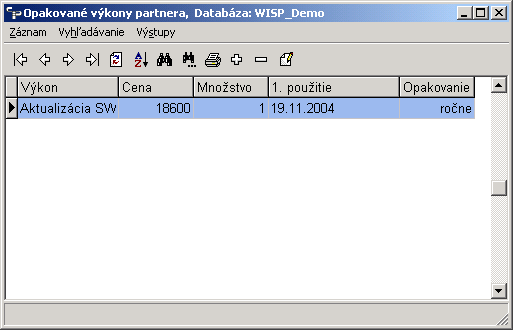 Opakované výkony partnera, Databáza: WISP_Demo
Záznam Vyhľadávanie Výstupy
Výkon Cena Množstvo 1. použitie Opakovanie
Aktualizácia SW 18600 1 19.11.2004 ročne